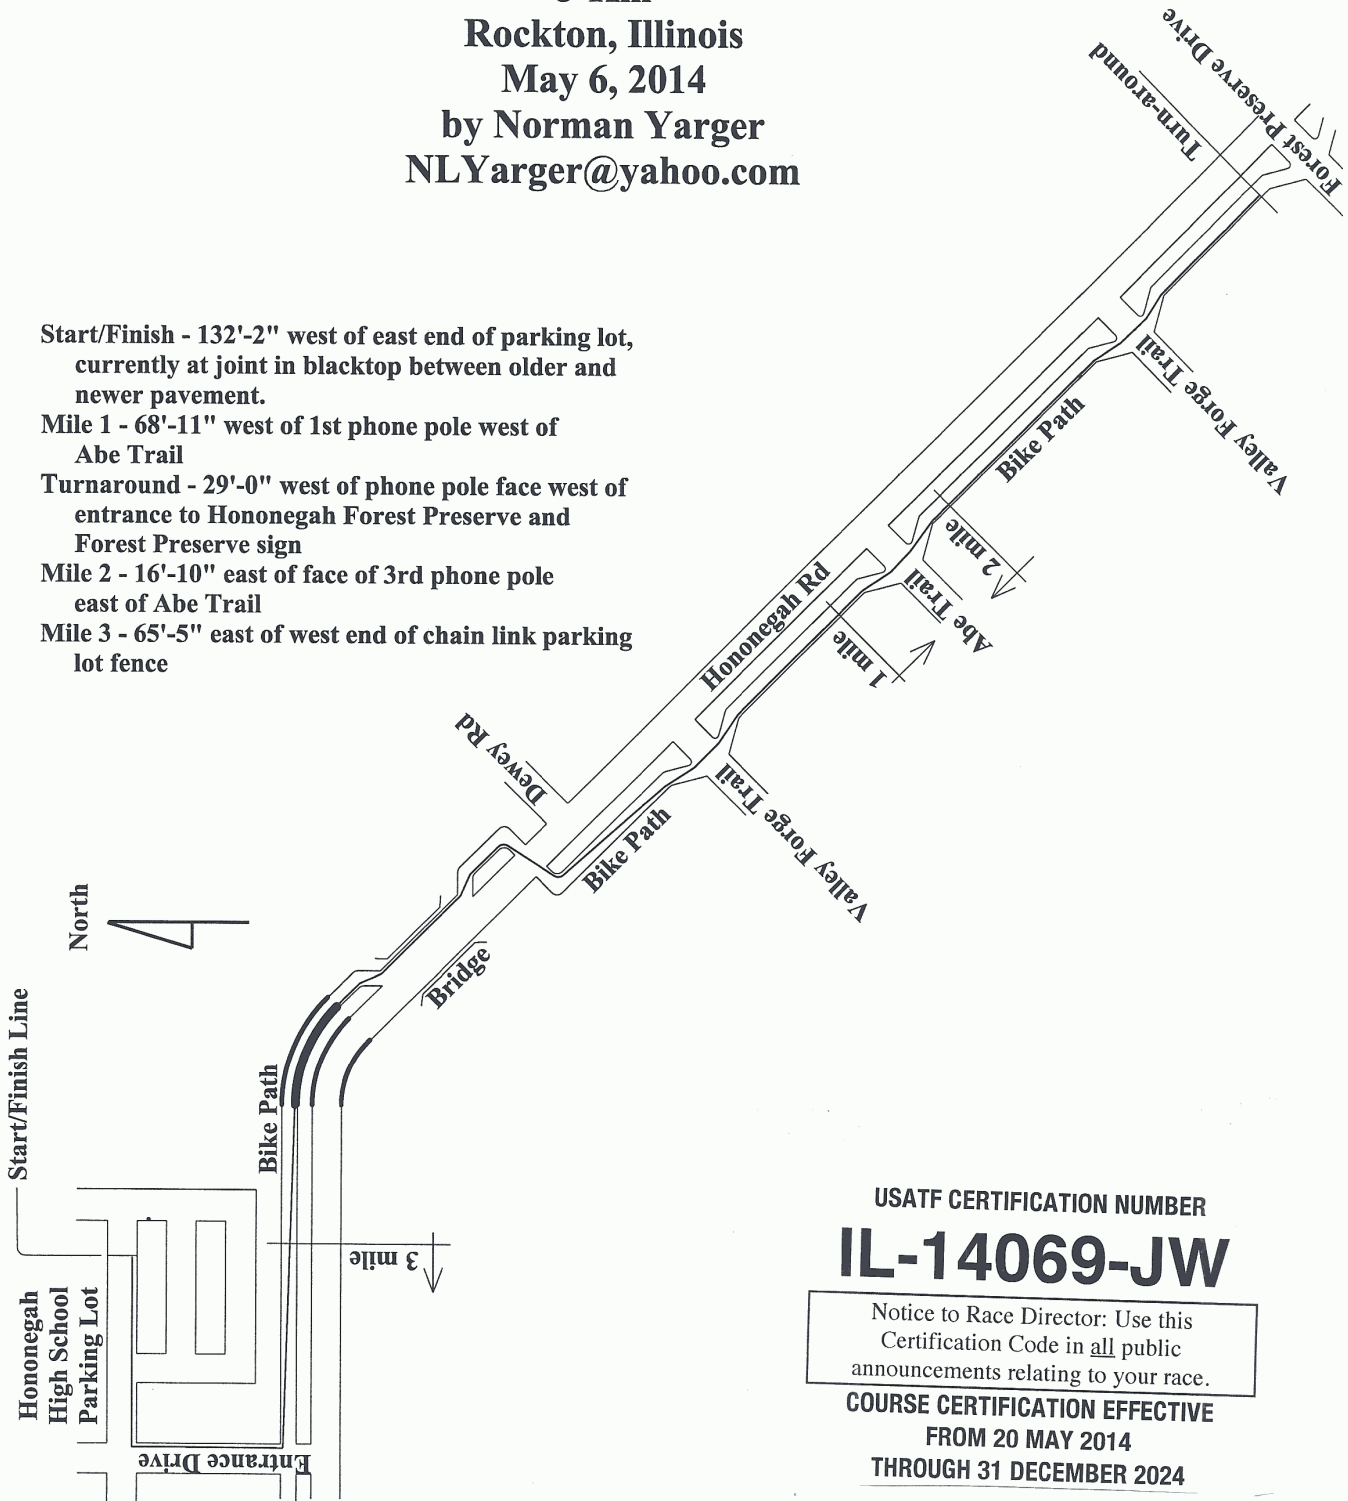 Rockton, Illinois
May 6, 2014
by Norman Yarger
NLYarger@yahoo.com
Forest Preserve Drive
Turn-around
Start/Finish - 132'-2" west of east end of parking lot,
currently at joint in blacktop between older and
newer pavement.
Mile 1 - 68'-11" west of 1st phone pole west of
Abe Trail
Turnaround - 29'-0" west of phone pole face west of
entrance to Hononegah Forest Preserve and
Forest Preserve sign
Mile 2 - 16'-10" east of face of 3rd phone pole
east of Abe Trail
Mile 3 - 65'-5" east of west end of chain link parking
lot fence
Valley Forge Trail
Bike Path
2 mile
Abe Trail
Hononegah Rd
1 mile
Dewey Rd
Valley Forge Trail
Bike Path
North
Bridge
Start/Finish Line
Bike Path
3 mile
Hononegah
High School
Parking Lot
Entrance Drive
USATF CERTIFICATION NUMBER
IL-14069-JW
Notice to Race Director: Use this
Certification Code in all public
announcements relating to your race.
COURSE CERTIFICATION EFFECTIVE
FROM 20 MAY 2014
THROUGH 31 DECEMBER 2024